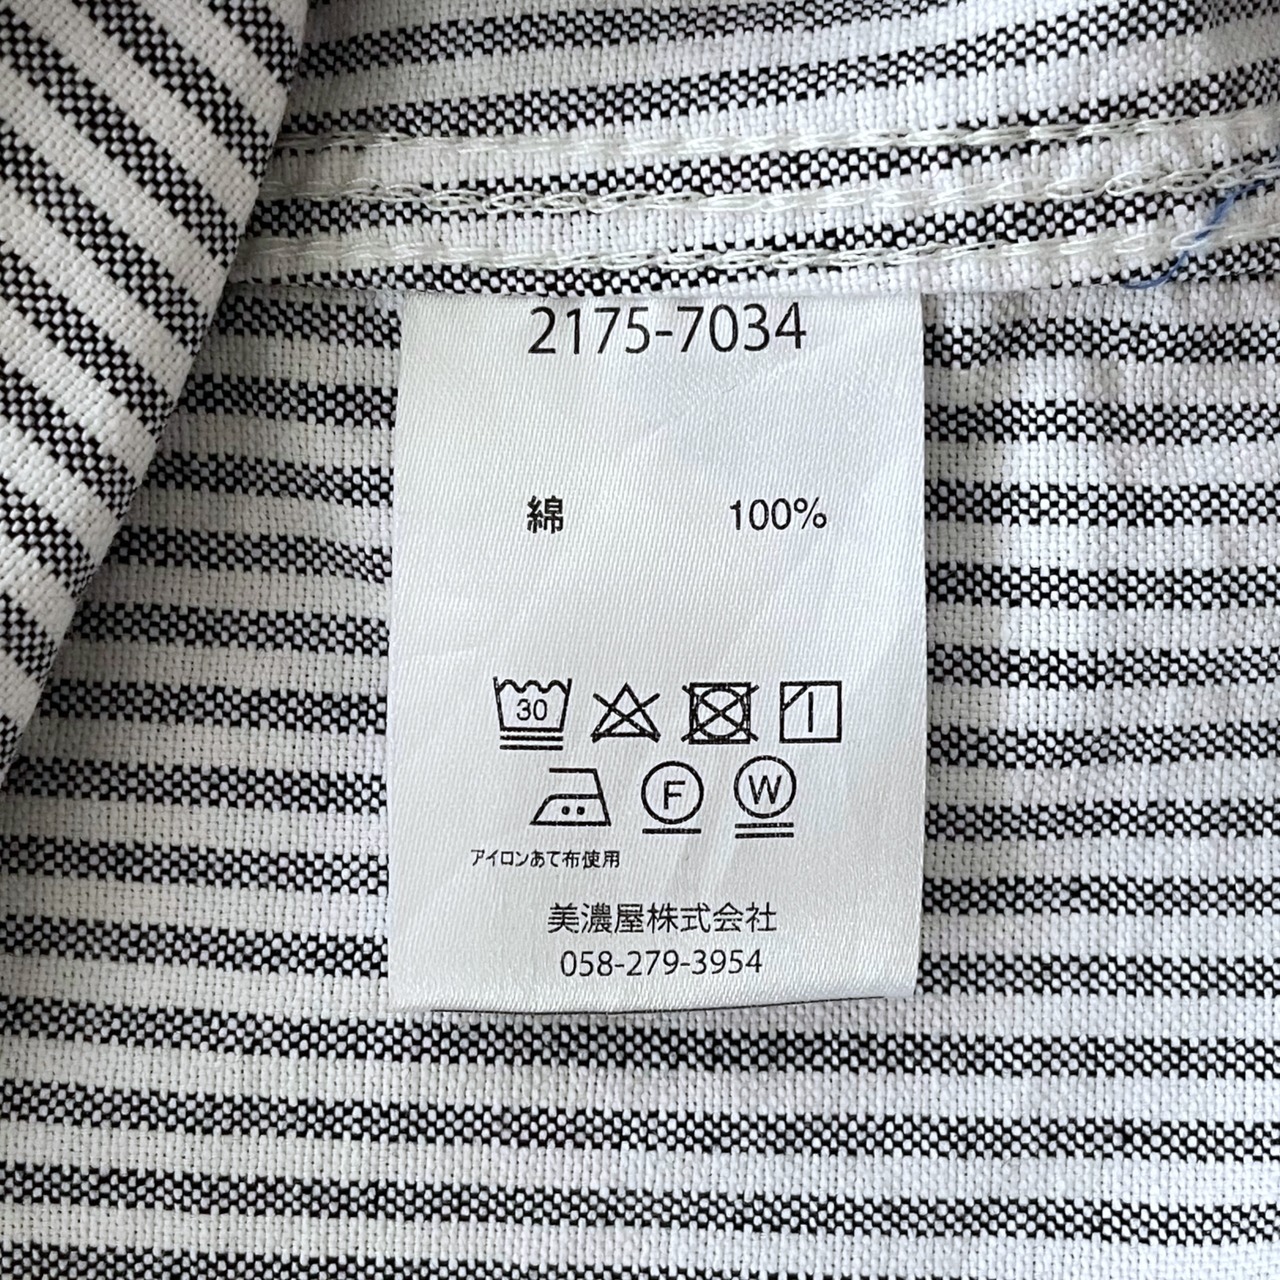 2175-7034
綿 100%
30
F W
アイロンあて布使用
美濃屋株式会社
058-279-3954